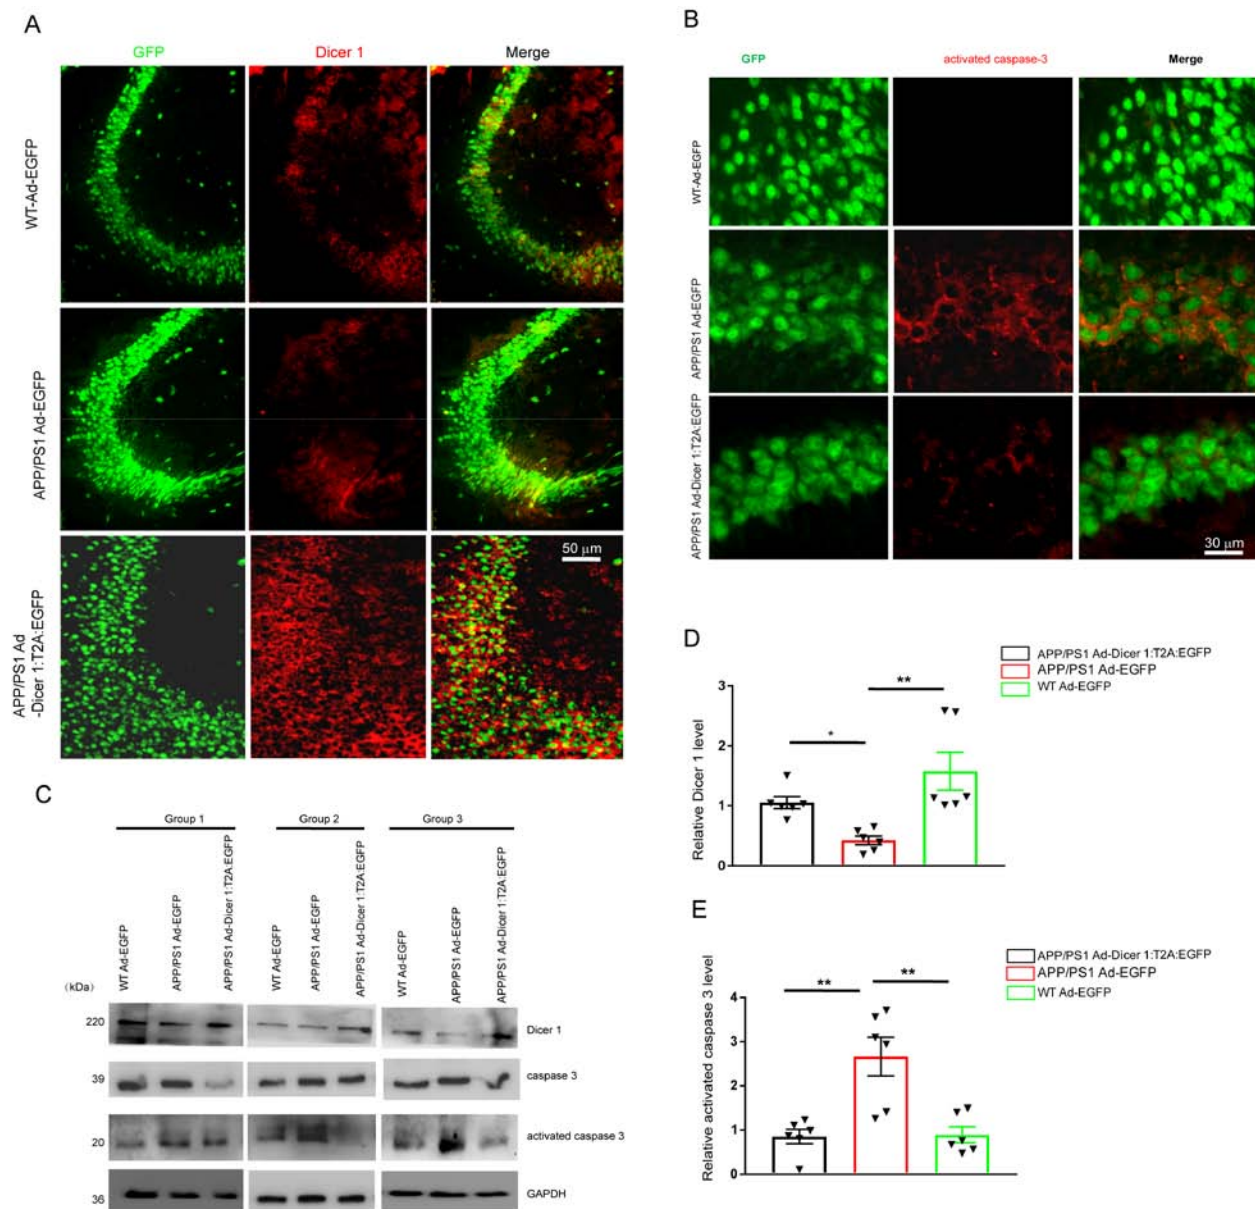 A
GFP
Dicer 1
Merge
WT-Ad-EGFP
APP/PS1 Ad-EGFP
APP/PS1 Ad
-Dicer 1:T2A:EGFP
50 μm
B
GFP
activated caspase-3
Merge
WT-Ad-EGFP
APP/PS1 Ad-EGFP
APP/PS1 Ad-Dicer 1:T2A:EGFP
30 μm
C
Group 1
Group 2
Group 3
WT Ad-EGFP
APP/PS1 Ad-EGFP
APP/PS1 Ad-Dicer 1:T2A:EGFP
WT Ad-EGFP
APP/PS1 Ad-EGFP
APP/PS1 Ad-Dicer 1:T2A:EGFP
WT Ad-EGFP
APP/PS1 Ad-EGFP
APP/PS1 Ad-Dicer 1:T2A:EGFP
(kDa)
220
Dicer 1
39
caspase 3
20
activated caspase 3
36
GAPDH
D
APP/PS1 Ad-Dicer 1:T2A:EGFP
APP/PS1 Ad-EGFP
WT Ad-EGFP
Relative Dicer 1 level
3
2
1
0
*
**
E
APP/PS1 Ad-Dicer 1:T2A:EGFP
APP/PS1 Ad-EGFP
WT Ad-EGFP
Relative activated caspase 3 level
4
3
2
1
0
**
**